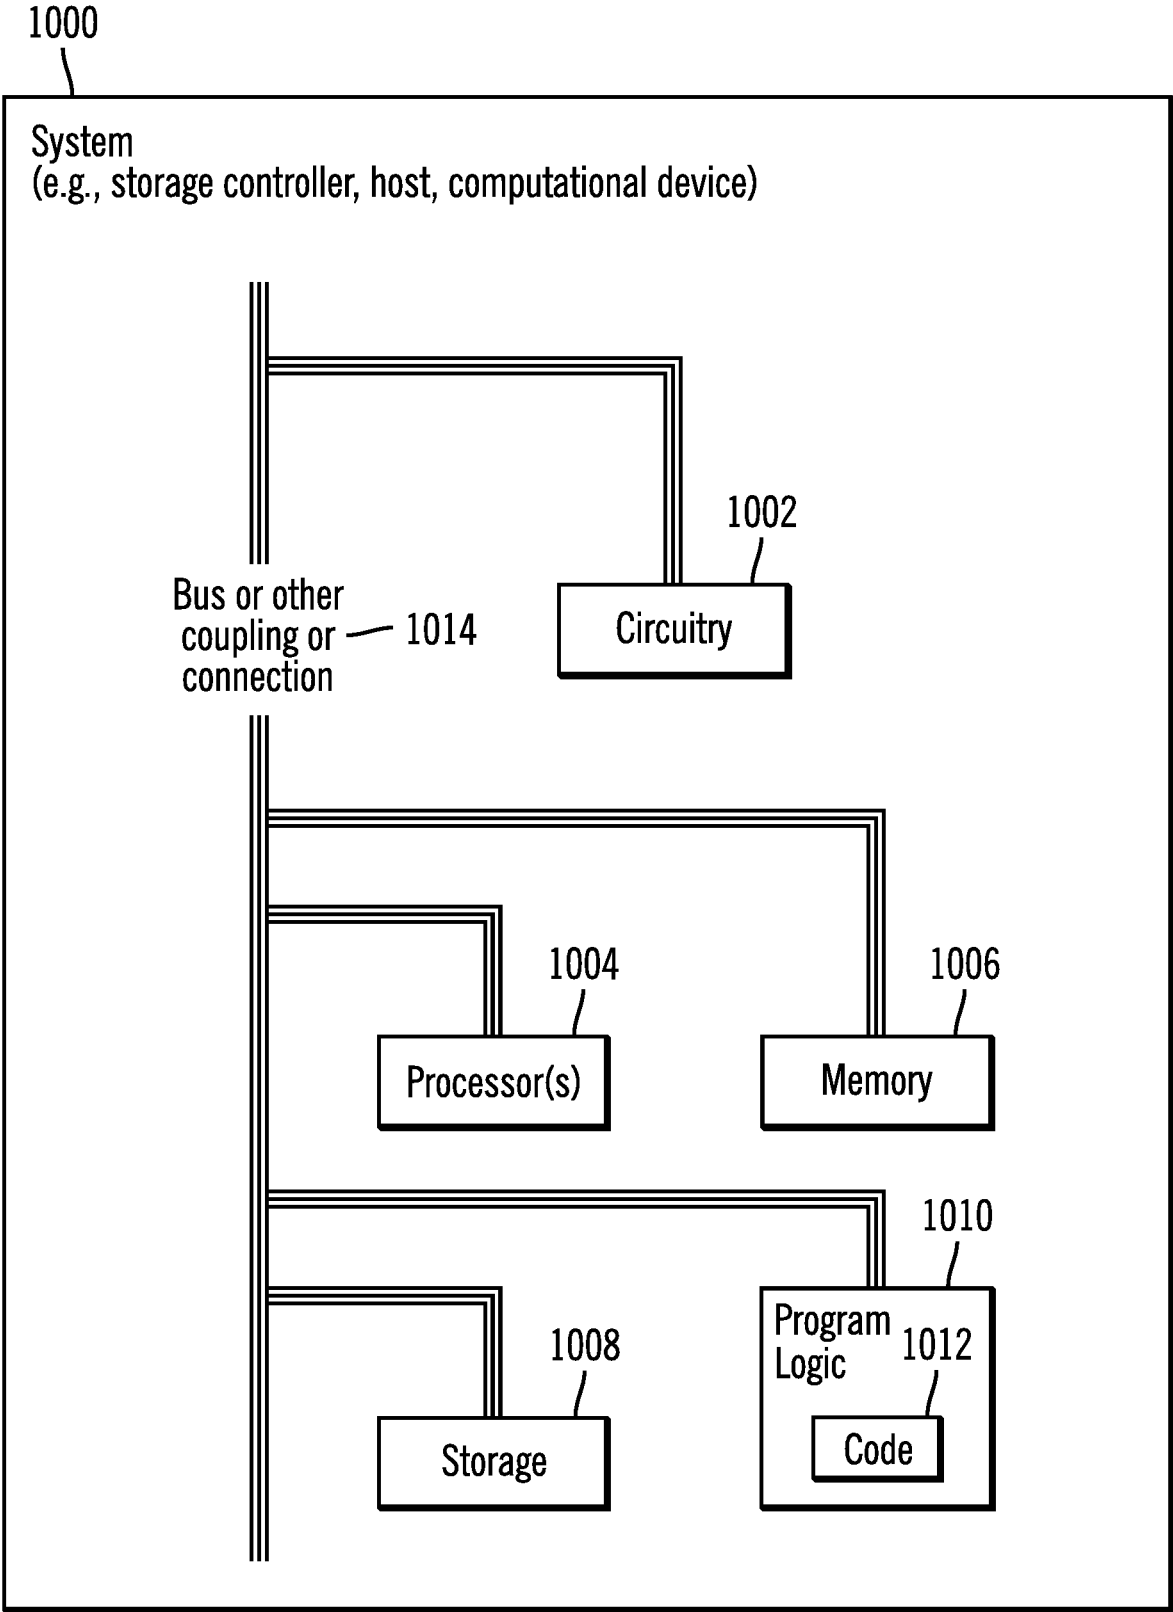 1000
System
(e.g., storage controller, host, computational device)
1002
Circuitry
Bus or other
coupling or
connection
1014
1004
Processor(s)
1006
Memory
1008
Storage
1010
Program
Logic
1012
Code